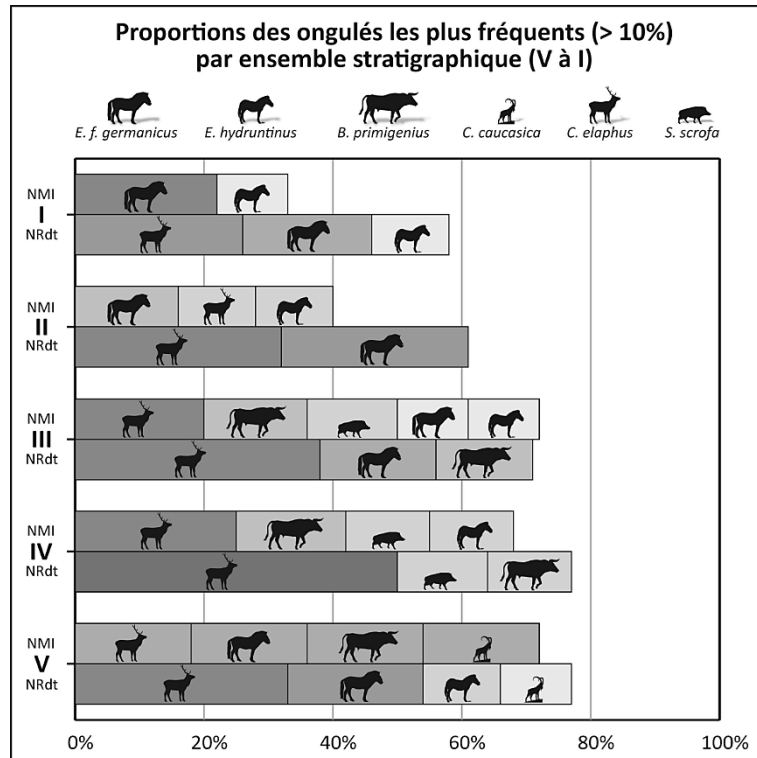 Proportions des ongulés les plus fréquents (> 10%)
par ensemble stratigraphique (V à I)
E. f. germanicus E. hydruntinus B. primigenius C. caucasica C. elaphus S. scrofa
NMI
I
NRdt
NMI
II
NRdt
NMI
III
NRdt
NMI
IV
NRdt
NMI
V
NRdt
0% 20% 40% 60% 80% 100%